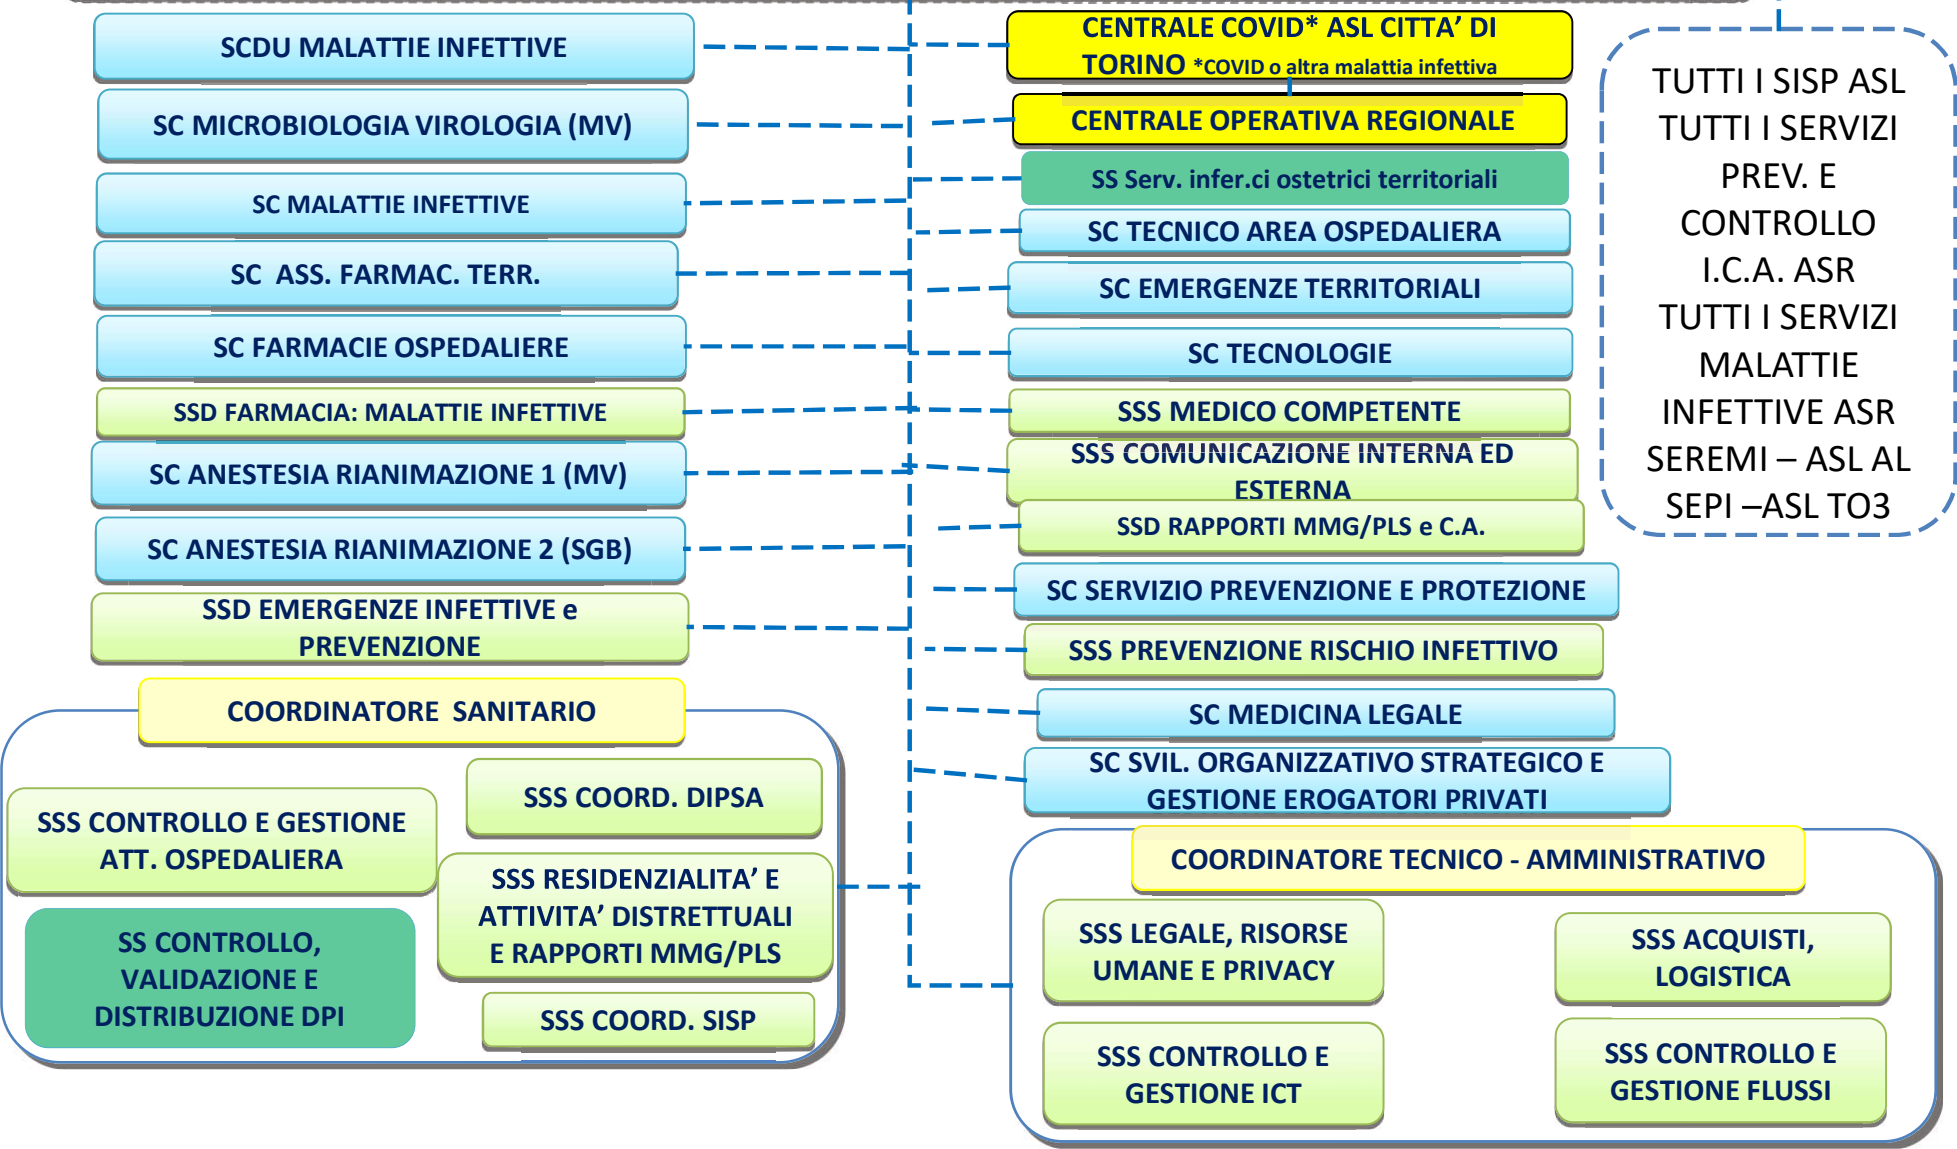 SCDU MALATTIE INFETTIVE
SC MICROBIOLOGIA VIROLOGIA (MV)
SC MALATTIE INFETTIVE
SC ASS. FARMAC. TERR.
SC FARMACIE OSPEDALIERE
SSD FARMACIA: MALATTIE INFETTIVE
SC ANESTESIA RIANIMAZIONE 1 (MV)
SC ANESTESIA RIANIMAZIONE 2 (SGB)
SSD EMERGENZE INFETTIVE e
PREVENZIONE
COORDINATORE SANITARIO
SSS CONTROLLO E GESTIONE
ATT. OSPEDALIERA
SS CONTROLLO,
VALIDAZIONE E
DISTRIBUZIONE DPI
SSS COORD. DIPSA
SSS RESIDENZIALITA’ E
ATTIVITA’ DISTRETTUALI
E RAPPORTI MMG/PLS
SSS COORD. SISP
CENTRALE COVID* ASL CITTA’ DI
TORINO *COVID o altra malattia infettiva
CENTRALE OPERATIVA REGIONALE
SS Serv. infer.ci ostetrici territoriali
SC TECNICO AREA OSPEDALIERA
SC EMERGENZE TERRITORIALI
SC TECNOLOGIE
SSS MEDICO COMPETENTE
SSS COMUNICAZIONE INTERNA ED
ESTERNA
SSD RAPPORTI MMG/PLS e C.A.
SC SERVIZIO PREVENZIONE E PROTEZIONE
SSS PREVENZIONE RISCHIO INFETTIVO
SC MEDICINA LEGALE
SC SVIL. ORGANIZZATIVO STRATEGICO E
GESTIONE EROGATORI PRIVATI
COORDINATORE TECNICO - AMMINISTRATIVO
SSS LEGALE, RISORSE
UMANE E PRIVACY
SSS ACQUISTI,
LOGISTICA
SSS CONTROLLO E
GESTIONE ICT
SSS CONTROLLO E
GESTIONE FLUSSI
TUTTI I SISP ASL
TUTTI I SERVIZI
PREV. E
CONTROLLO
I.C.A. ASR
TUTTI I SERVIZI
MALATTIE
INFETTIVE ASR
SEREMI – ASL AL
SEPI –ASL TO3